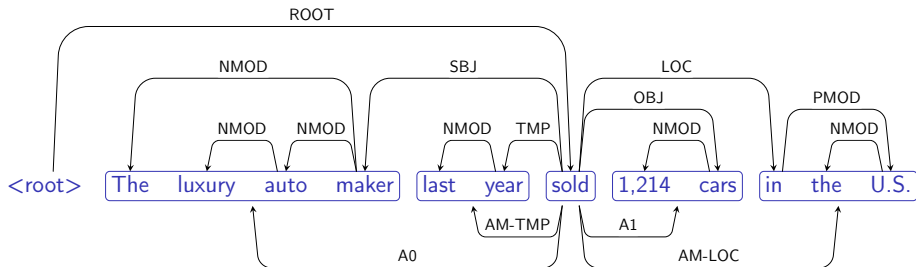 ROOT
NMOD SBJ LOC
OBJ PMOD
NMOD NMOD NMOD TMP NMOD NMOD
<root> The luxury auto maker last year sold 1,214 cars in the U.S.
AM-TMP A1
A0 AM-LOC